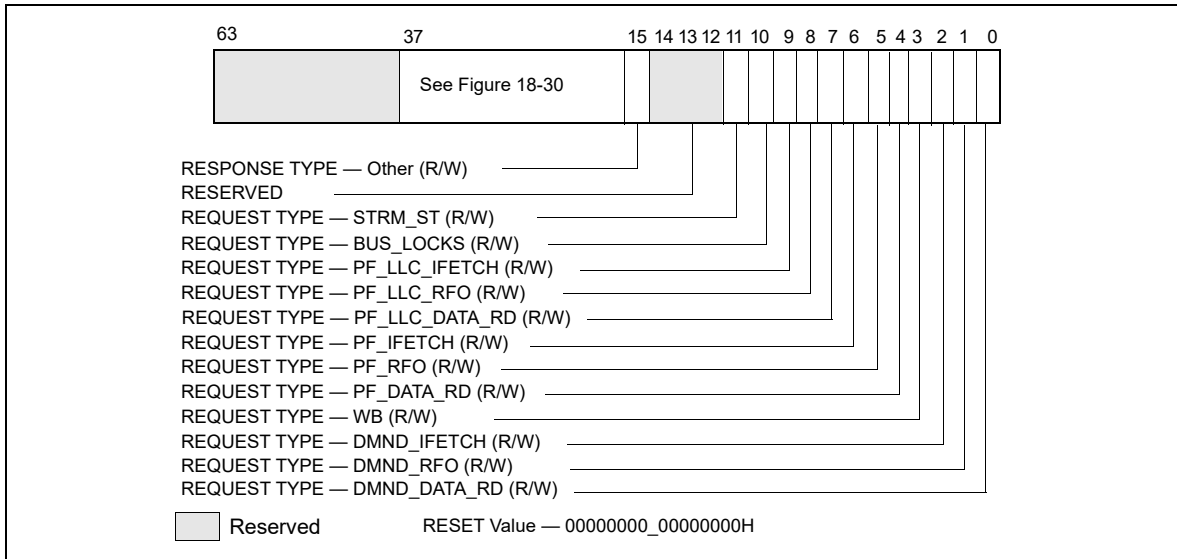 63 37 15 14 13 12 11 10 9 8 7 6 5 4 3 2 1 0
See Figure 18-30
RESPONSE TYPE — Other (R/W)
RESERVED
REQUEST TYPE — STRM_ST (R/W)
REQUEST TYPE — BUS_LOCKS (R/W)
REQUEST TYPE — PF_LLC_IFETCH (R/W)
REQUEST TYPE — PF_LLC_RFO (R/W)
REQUEST TYPE — PF_LLC_DATA_RD (R/W)
REQUEST TYPE — PF_IFETCH (R/W)
REQUEST TYPE — PF_RFO (R/W)
REQUEST TYPE — PF_DATA_RD (R/W)
REQUEST TYPE — WB (R/W)
REQUEST TYPE — DMND_IFETCH (R/W)
REQUEST TYPE — DMND_RFO (R/W)
REQUEST TYPE — DMND_DATA_RD (R/W)
Reserved RESET Value — 00000000_00000000H